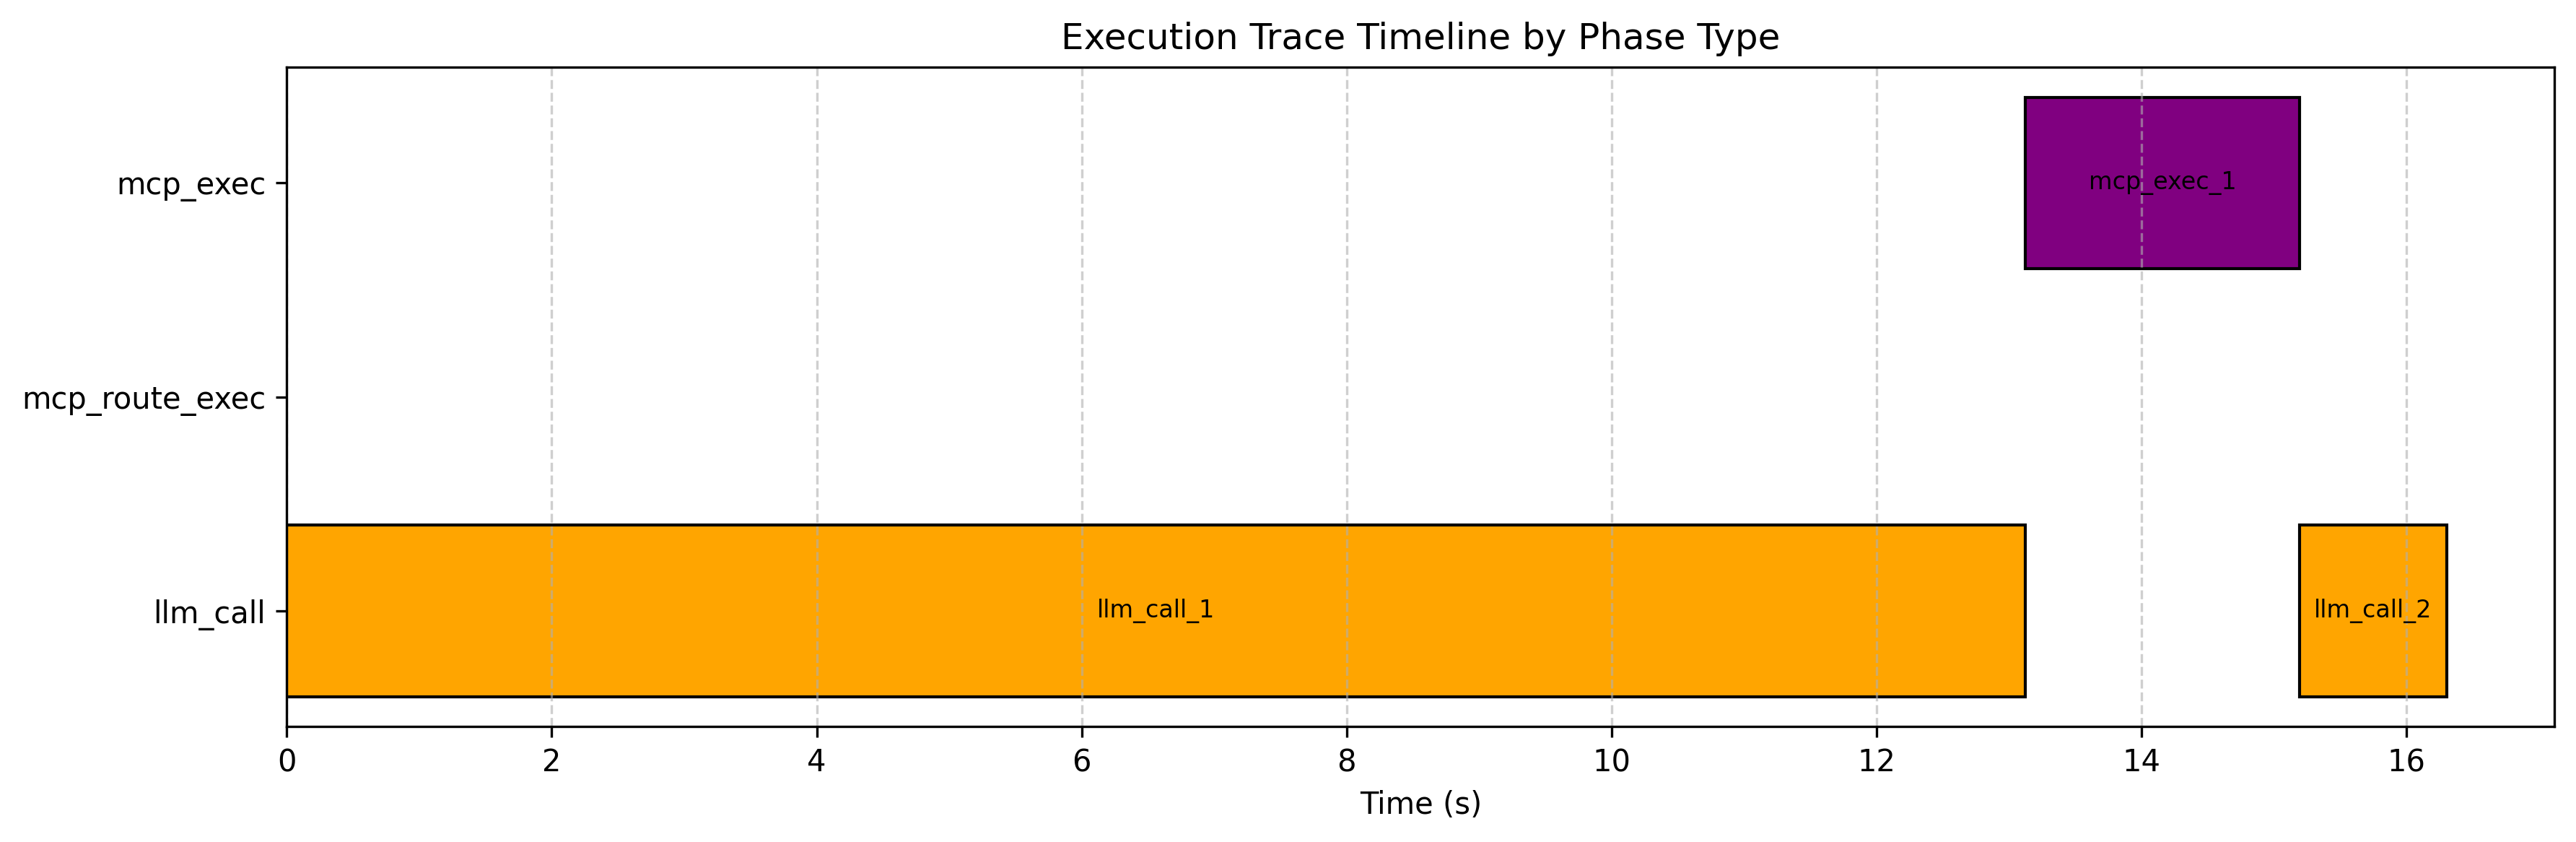 Execution Trace Timeline by Phase Type
mcp_exec
mcp_exec_1
mcp_route_exec
llm_call
llm_call_1
llm_call_2
0 2 4 6 8 10 12 14 16
Time (s)